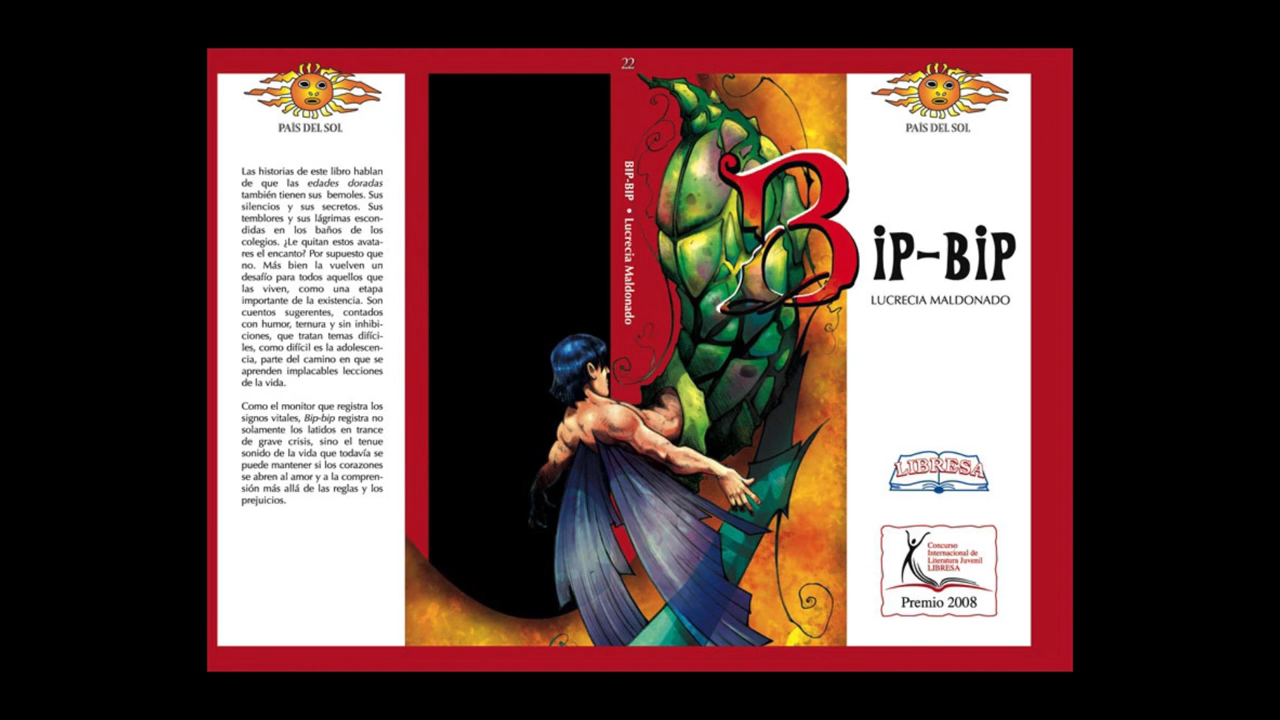 PAÍS DEL SOL
Las historias de este libro hablan
de que las edades doradas
también tienen sus bemoles. Sus
silencios y sus secretos. Sus
temblores y sus lágrimas escon-
didas en los baños de los
colegios. ¿Le quitan estos avata-
res el encanto? Por supuesto que
no. Más bien la vuelven un
desafío para todos aquellos que
las viven, como una etapa
importante de la existencia. Son
cuentos sugerentes, contados
con humor, ternura y sin inhibi-
ciones, que tratan temas difíci-
les, como difícil es la adolescen-
cia, parte del camino en que se
aprenden implacables lecciones
de la vida.
Como el monitor que registra los
signos vitales, Bip-bip registra no
solamente los latidos en trance
de grave crisis, sino el tenue
sonido de la vida que todavía se
puede mantener si los corazones
se abren al amor y a la compren-
sión más allá de las reglas y los
prejuicios.
22
BIP-BIP • Lucrecia Maldonado
PAÍS DEL SOL
BiP-BiP
LUCRECIA MALDONADO
LIBRESA
Concurso
Internacional de
Literatura Juvenil
LIBRESA
Premio 2008